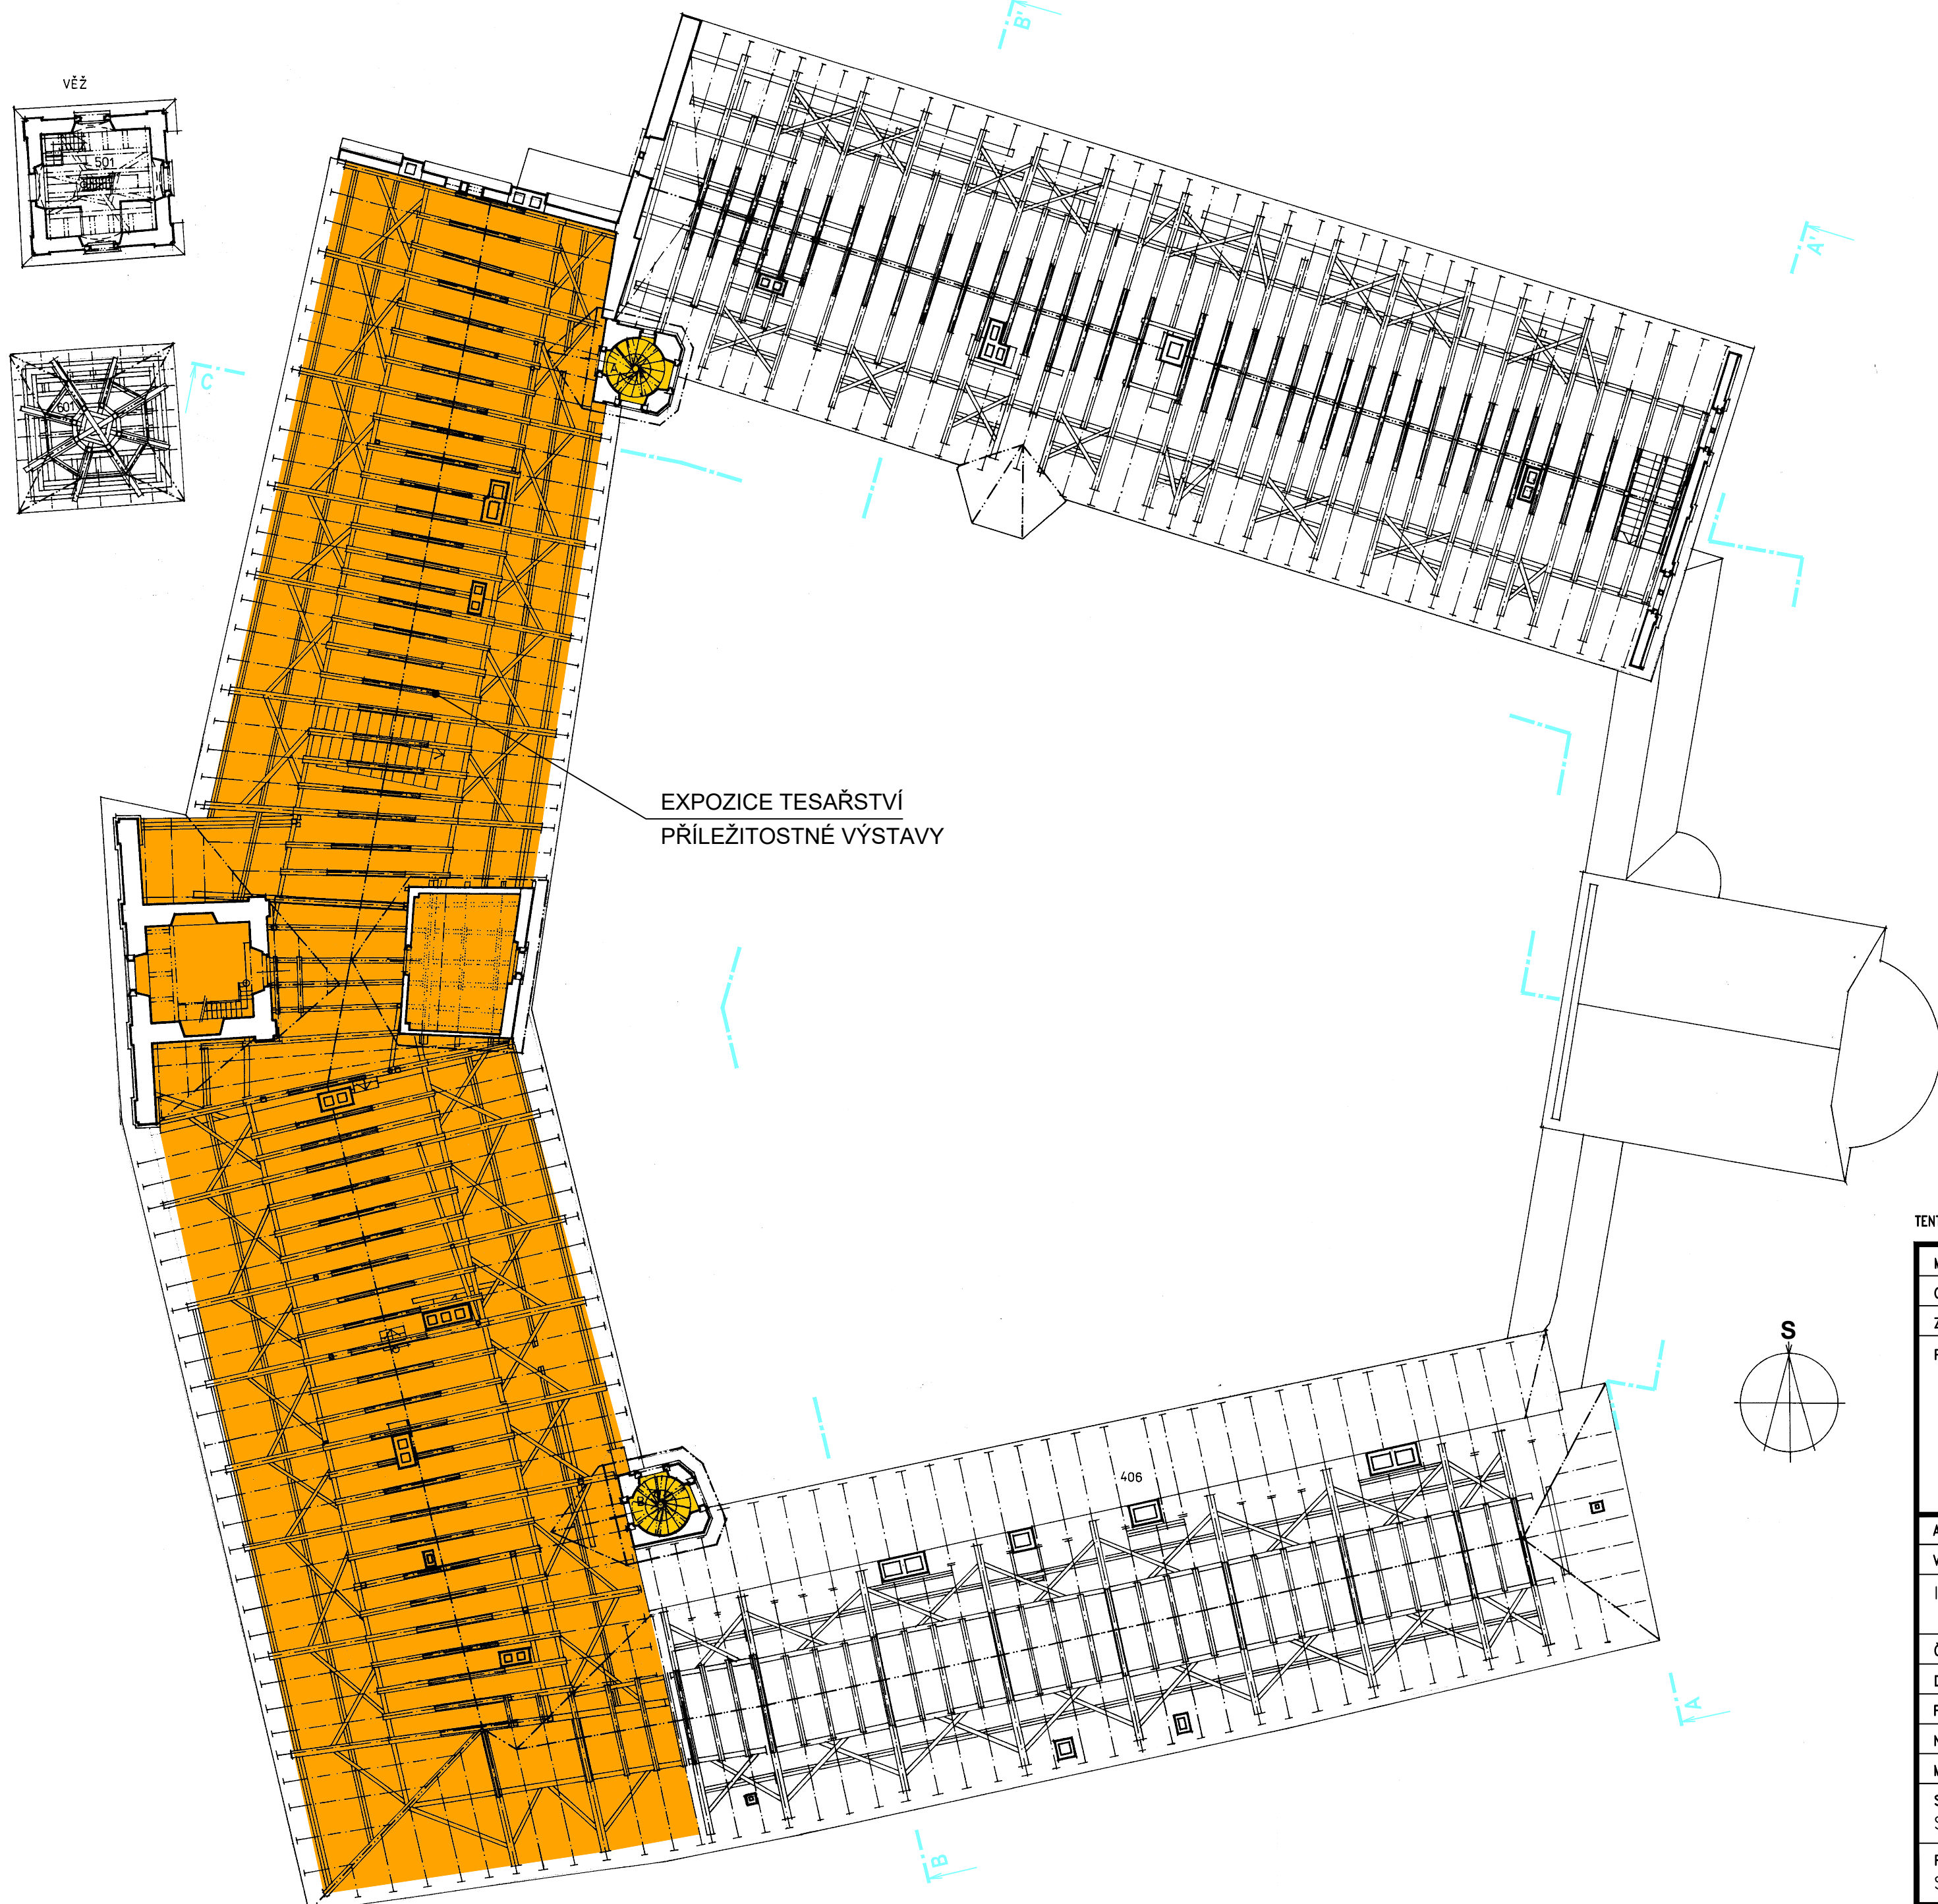 VĚŽ
501
601
B'
A'
C
A
EXPOZICE TESAŘSTVÍ
PŘÍLEŽITOSTNÉ VÝSTAVY
S
B
406
A
B